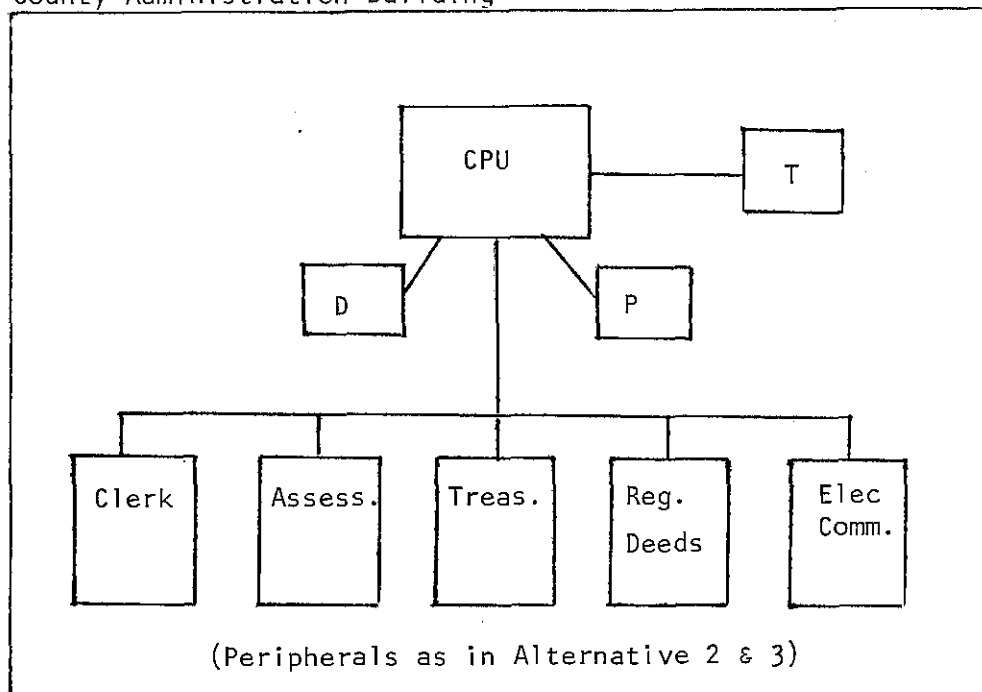 County Administration Building
CPU
T
D
P
Clerk
Assess.
Treas.
Reg.
Deeds
Elec
Comm.
(Peripherals as in Alternative 2 & 3)